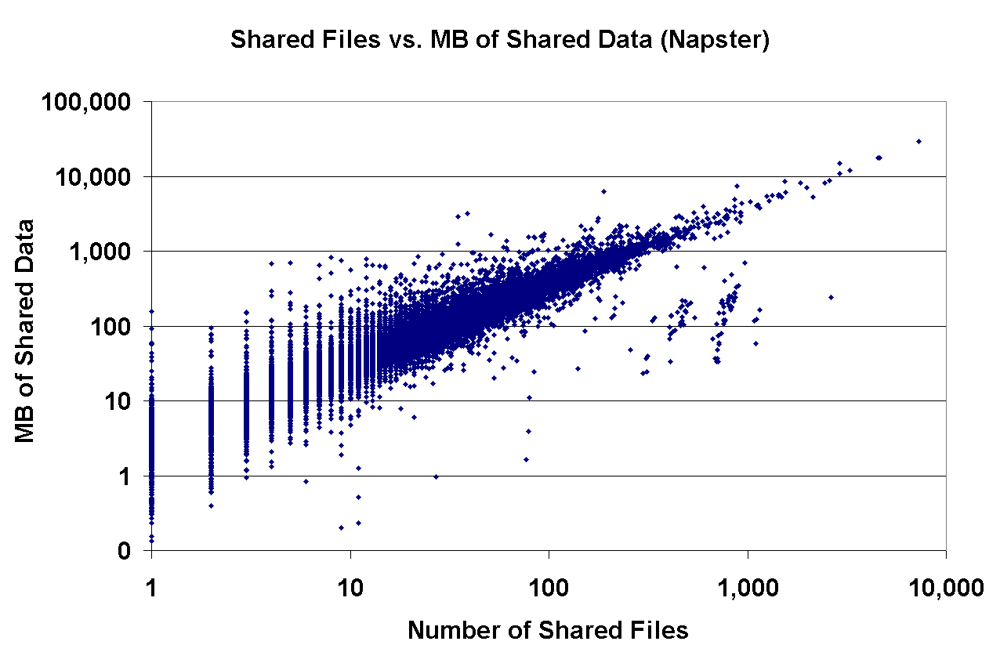 Shared Files vs. MB of Shared Data (Napster)
100,000
10,000
1,000
100
10
1
0
MB of Shared Data
1 10 100 1,000 10,000
Number of Shared Files